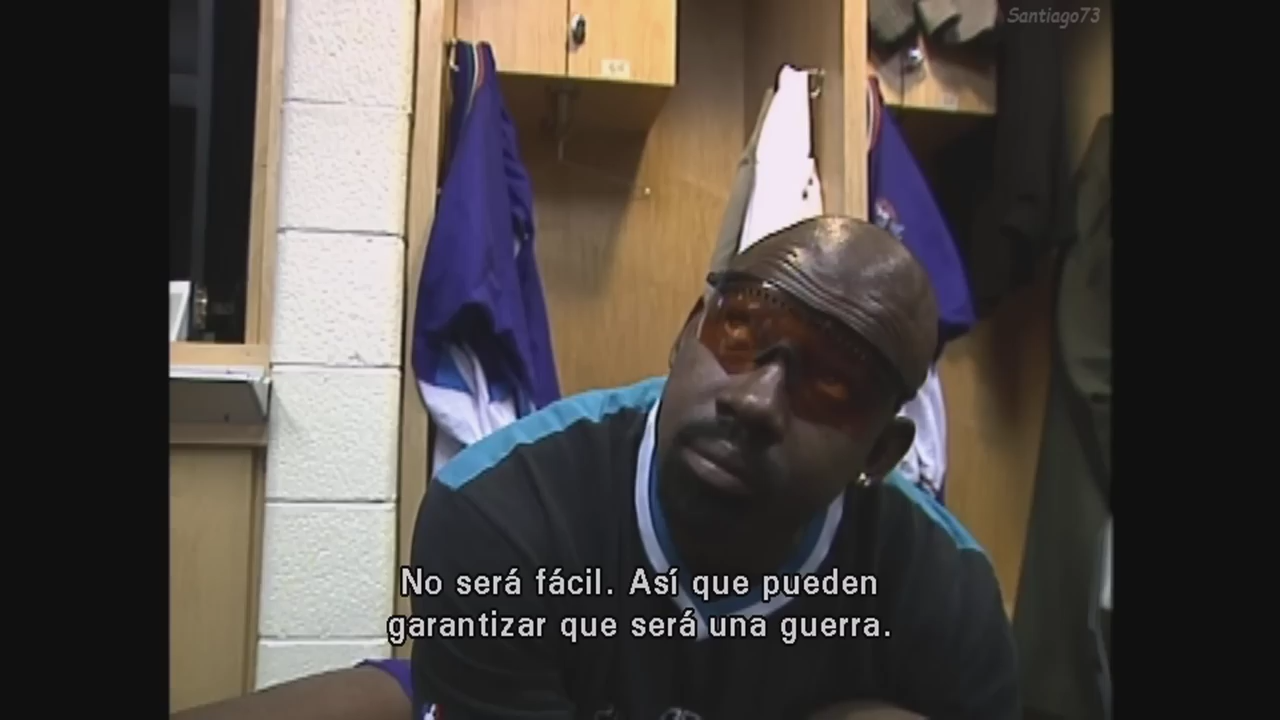 Santiago73
No será fácil. Así que pueden
garantizar que será una guerra.